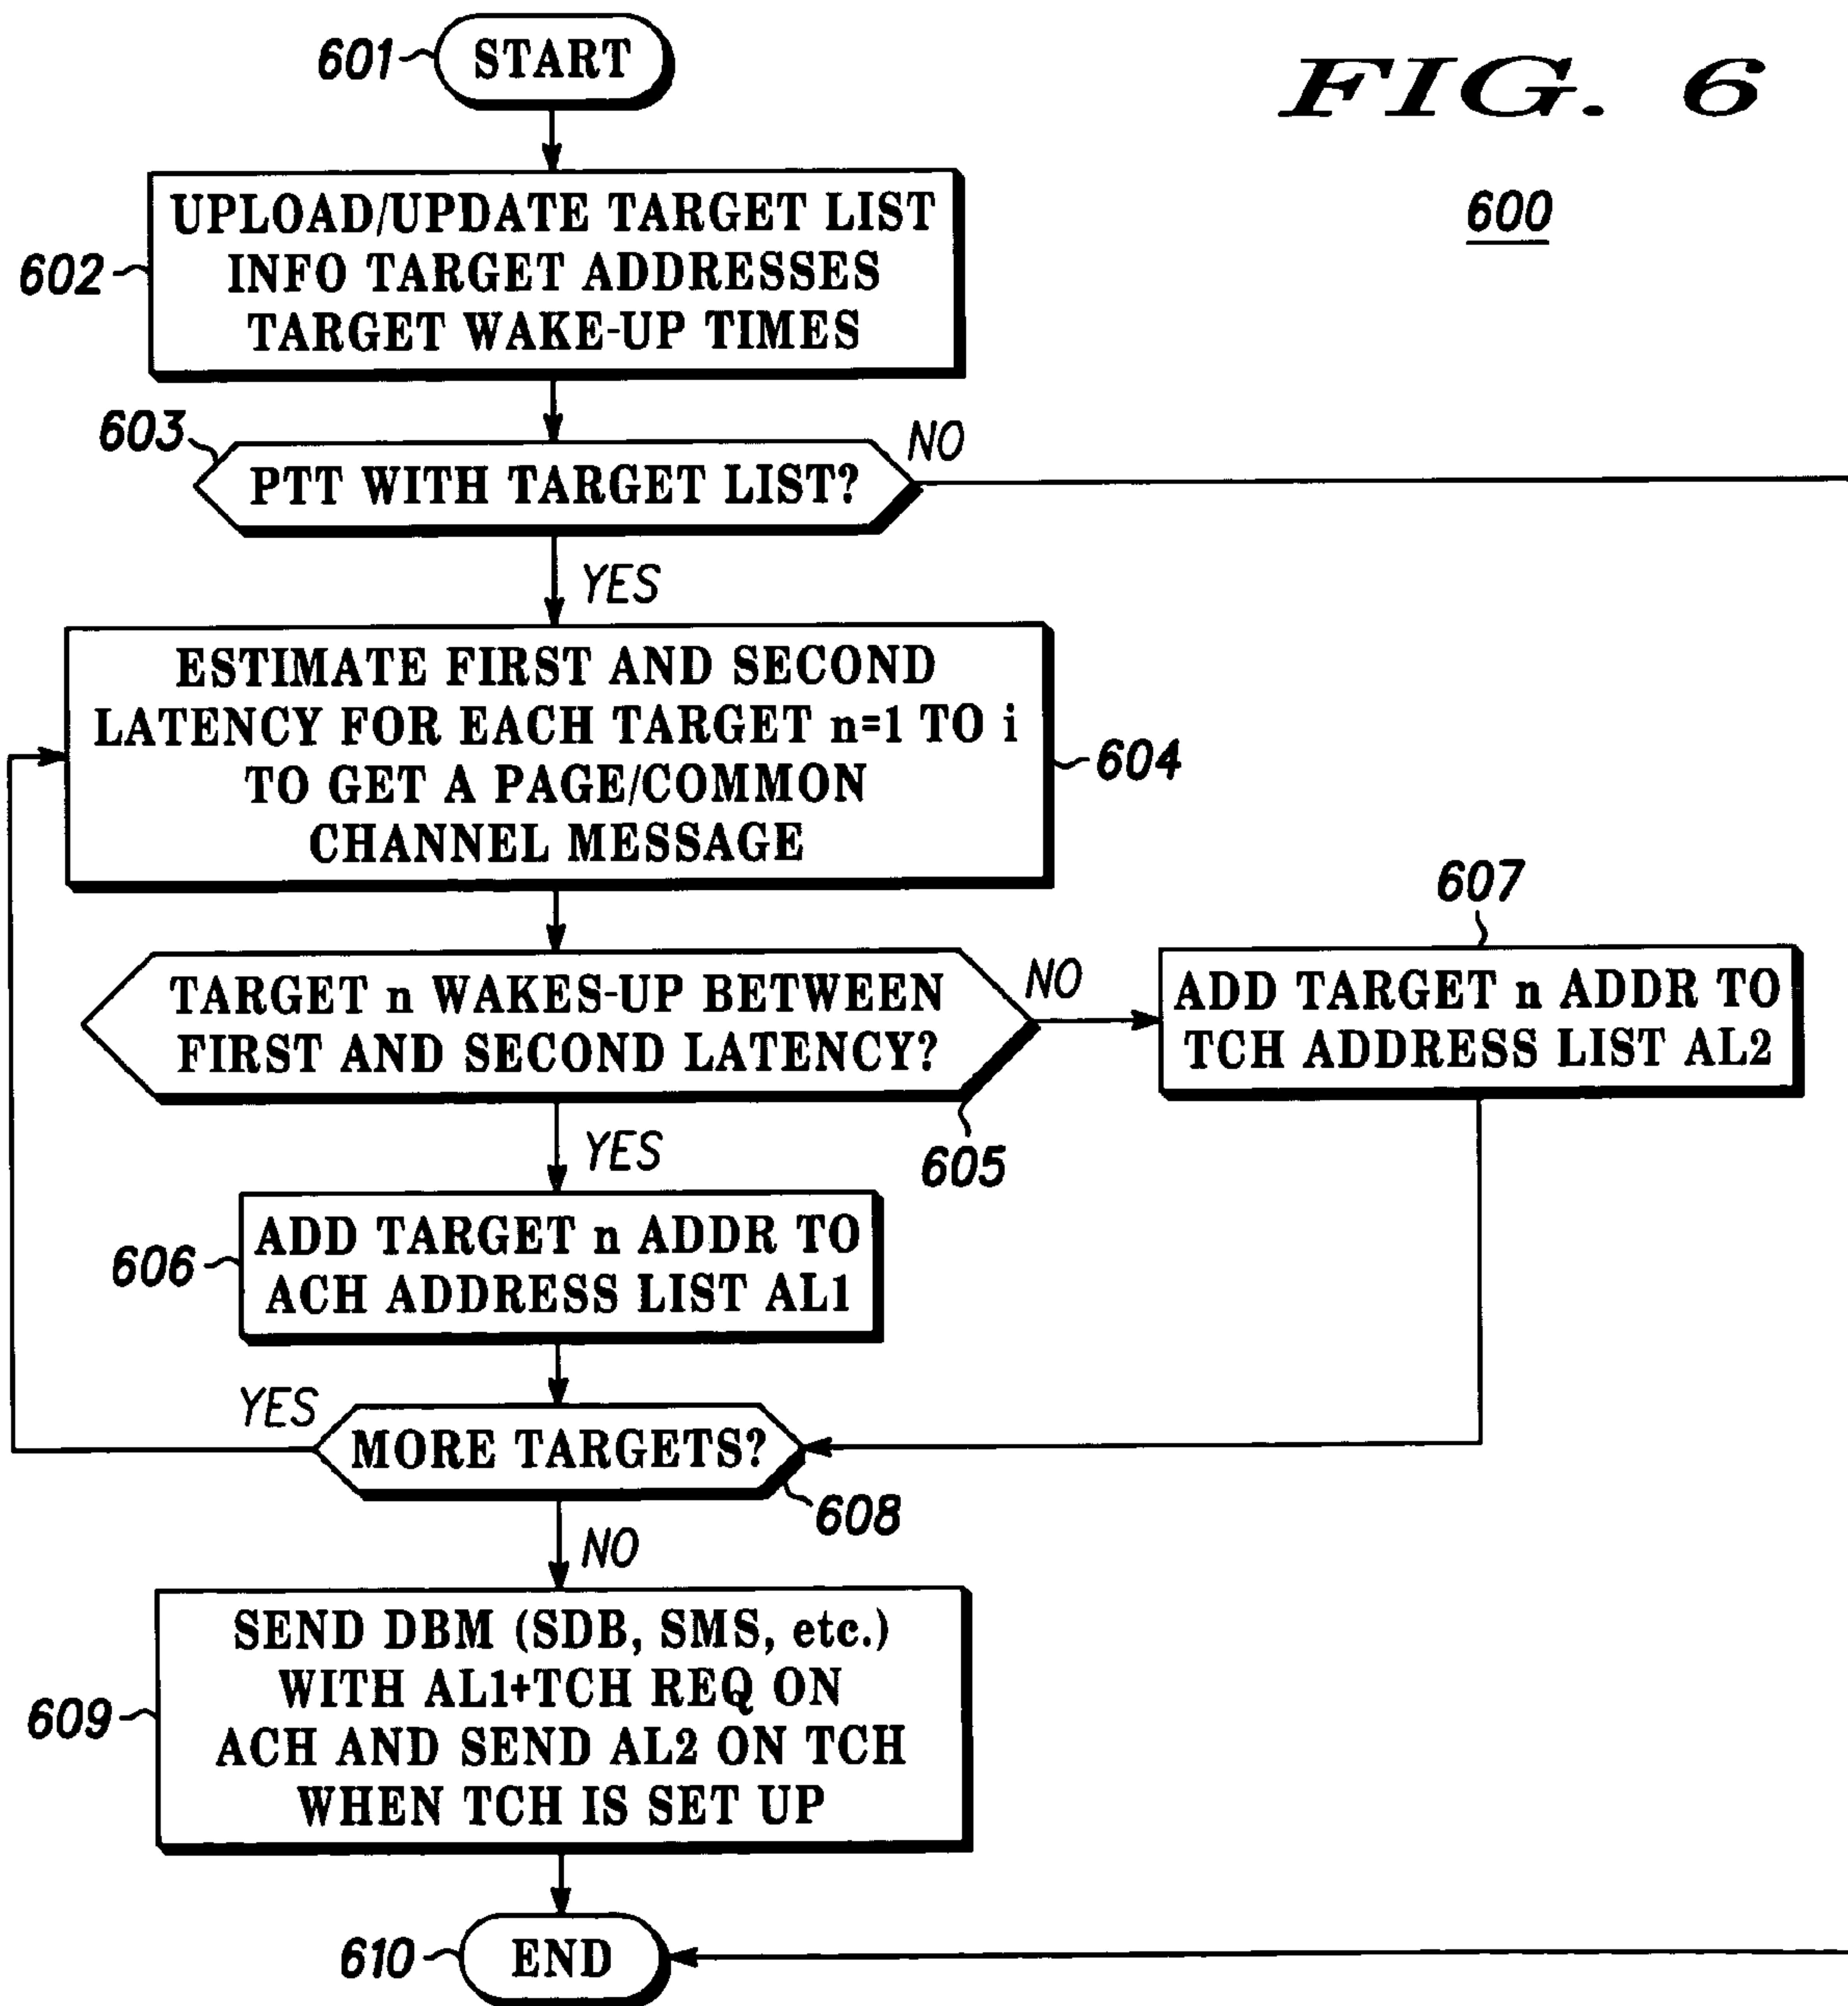 FIG. 6
600
601
START
602
UPLOAD/UPDATE TARGET LIST
INFO TARGET ADDRESSES
TARGET WAKE-UP TIMES
603
PTT WITH TARGET LIST?
NO
YES
ESTIMATE FIRST AND SECOND
LATENCY FOR EACH TARGET n=1 TO i
TO GET A PAGE/COMMON
CHANNEL MESSAGE
604
TARGET n WAKES-UP BETWEEN
FIRST AND SECOND LATENCY?
605
NO
607
ADD TARGET n ADDR TO
TCH ADDRESS LIST AL2
YES
606
ADD TARGET n ADDR TO
ACH ADDRESS LIST AL1
YES
MORE TARGETS?
608
NO
609
SEND DBM (SDB, SMS, etc.)
WITH AL1+TCH REQ ON
ACH AND SEND AL2 ON TCH
WHEN TCH IS SET UP
610
END